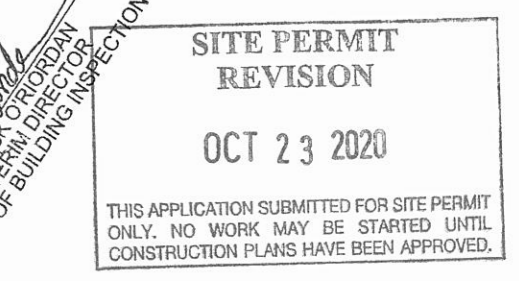 O'RIORDAN
DIRECTOR
OF BUILDING INSPECTION
SITE PERMIT
REVISION
OCT 23 2020
THIS APPLICATION SUBMITTED FOR SITE PERMIT
ONLY. NO WORK MAY BE STARTED UNTIL
CONSTRUCTION PLANS HAVE BEEN APPROVED.